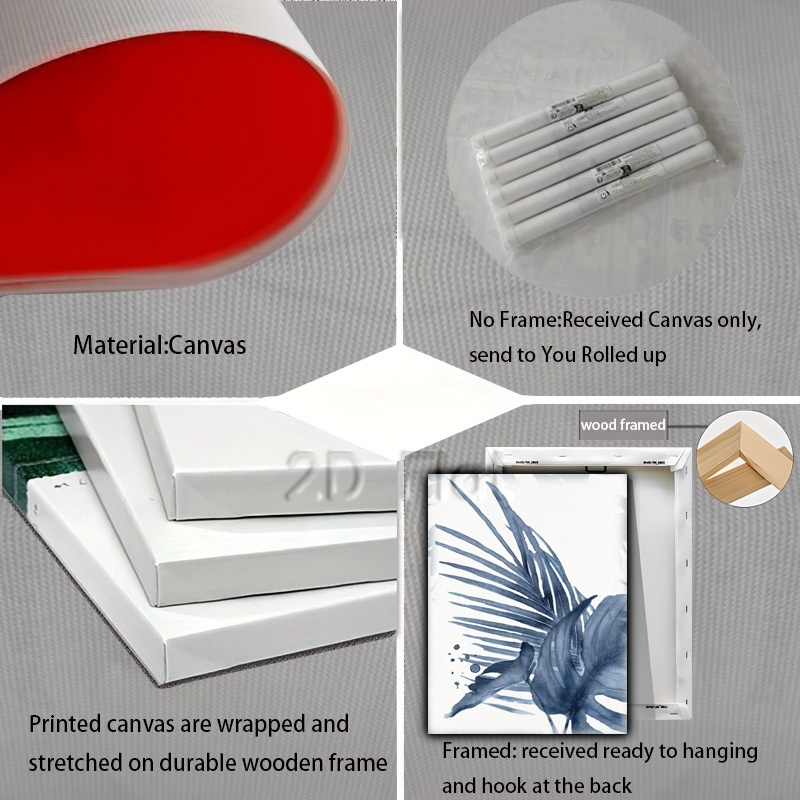 Material:Canvas
No Frame:Received Canvas only,
send to You Rolled up
2D
wood framed
Printed canvas are wrapped and
stretched on durable wooden frame
Framed: received ready to hanging
and hook at the back